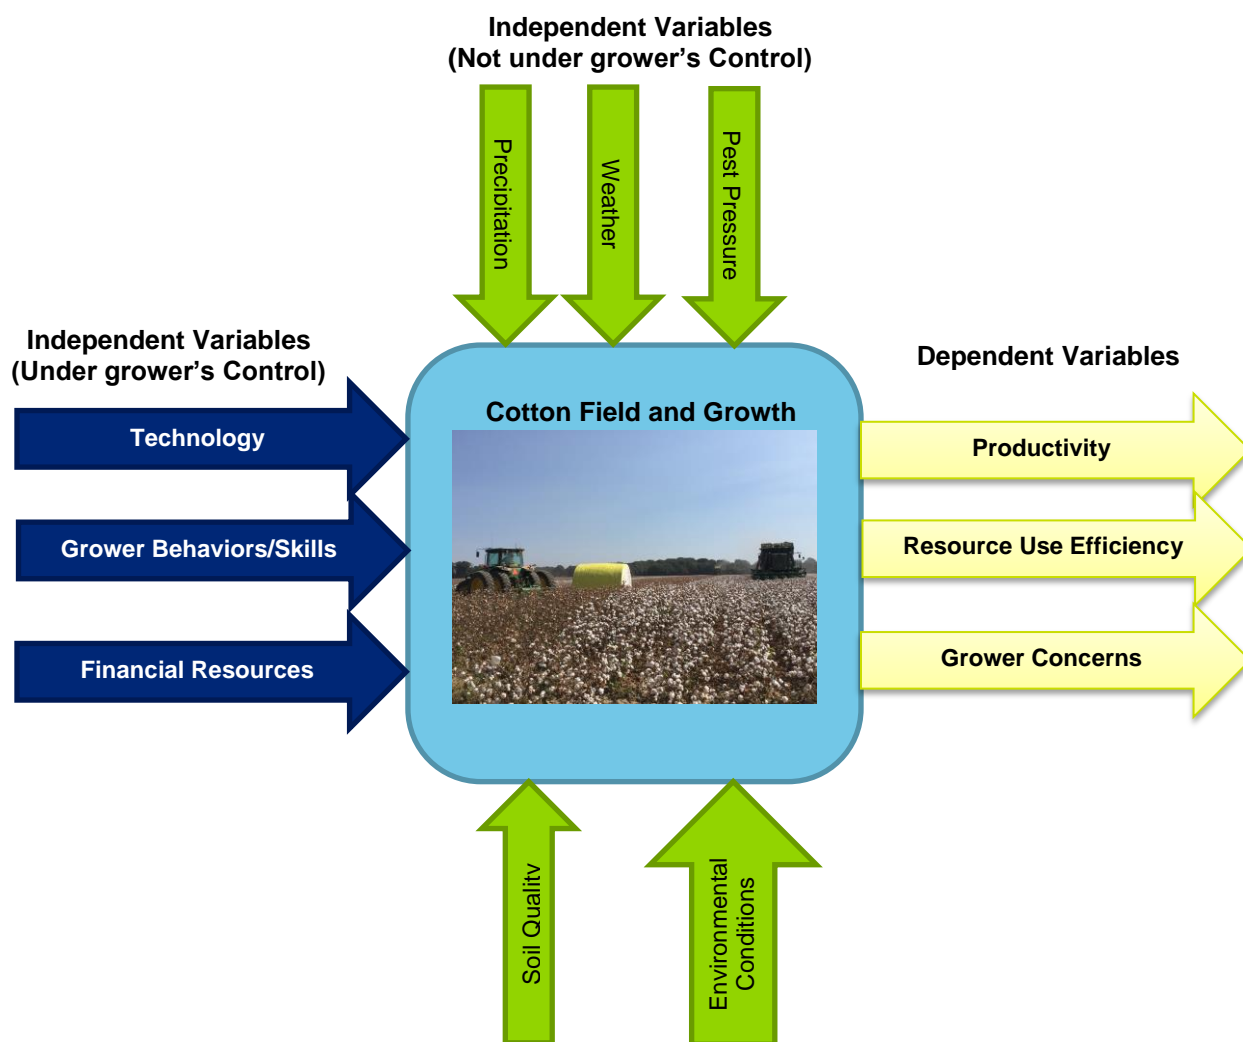 Independent Variables
(Not under grower's Control)
Precipitation
Weather
Pest Pressure
Independent Variables
(Under grower's Control)
Dependent Variables
Technology
Grower Behaviors/Skills
Financial Resources
Cotton Field and Growth
Productivity
Resource Use Efficiency
Grower Concerns
Soil Quality
Environmental
Conditions